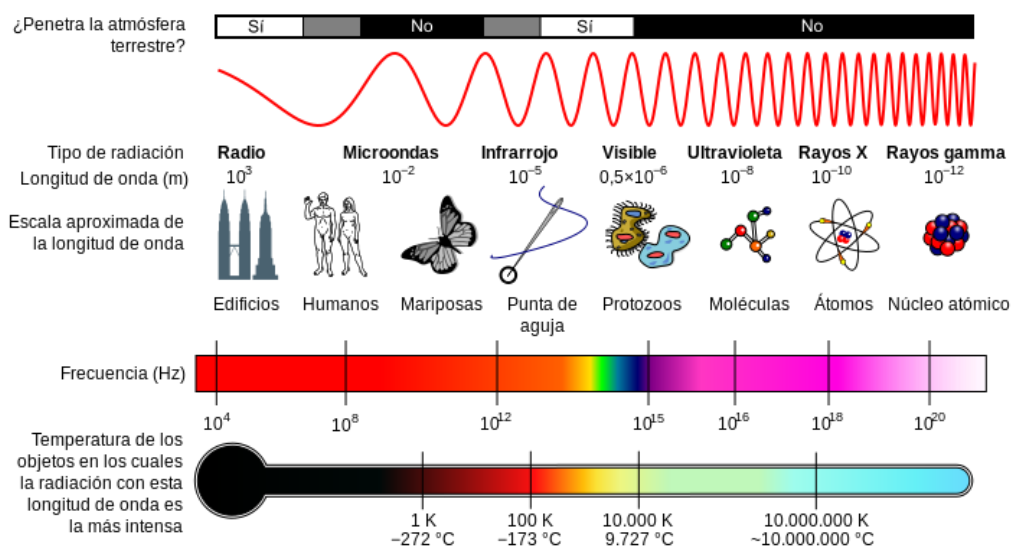 ¿Penetra la atmósfera
terrestre?
Sí No Sí No
Tipo de radiación Radio Microondas Infrarrojo Visible Ultravioleta Rayos X Rayos gamma
Longitud de onda (m) 10³ 10⁻² 10⁻⁵ 0,5×10⁻⁶ 10⁻⁸ 10⁻¹⁰ 10⁻¹²
Escala aproximada de
la longitud de onda
Edificios Humanos Mariposas Punta de aguja Protozoos Moléculas Átomos Núcleo atómico
Frecuencia (Hz)
10⁴ 10⁸ 10¹² 10¹⁵ 10¹⁶ 10¹⁸ 10²⁰
Temperatura de los
objetos en los cuales
la radiación con esta
longitud de onda es
la más intensa
1 K 100 K 10.000 K 10.000.000 K
−272 °C −173 °C 9.727 °C ~10.000.000 °C